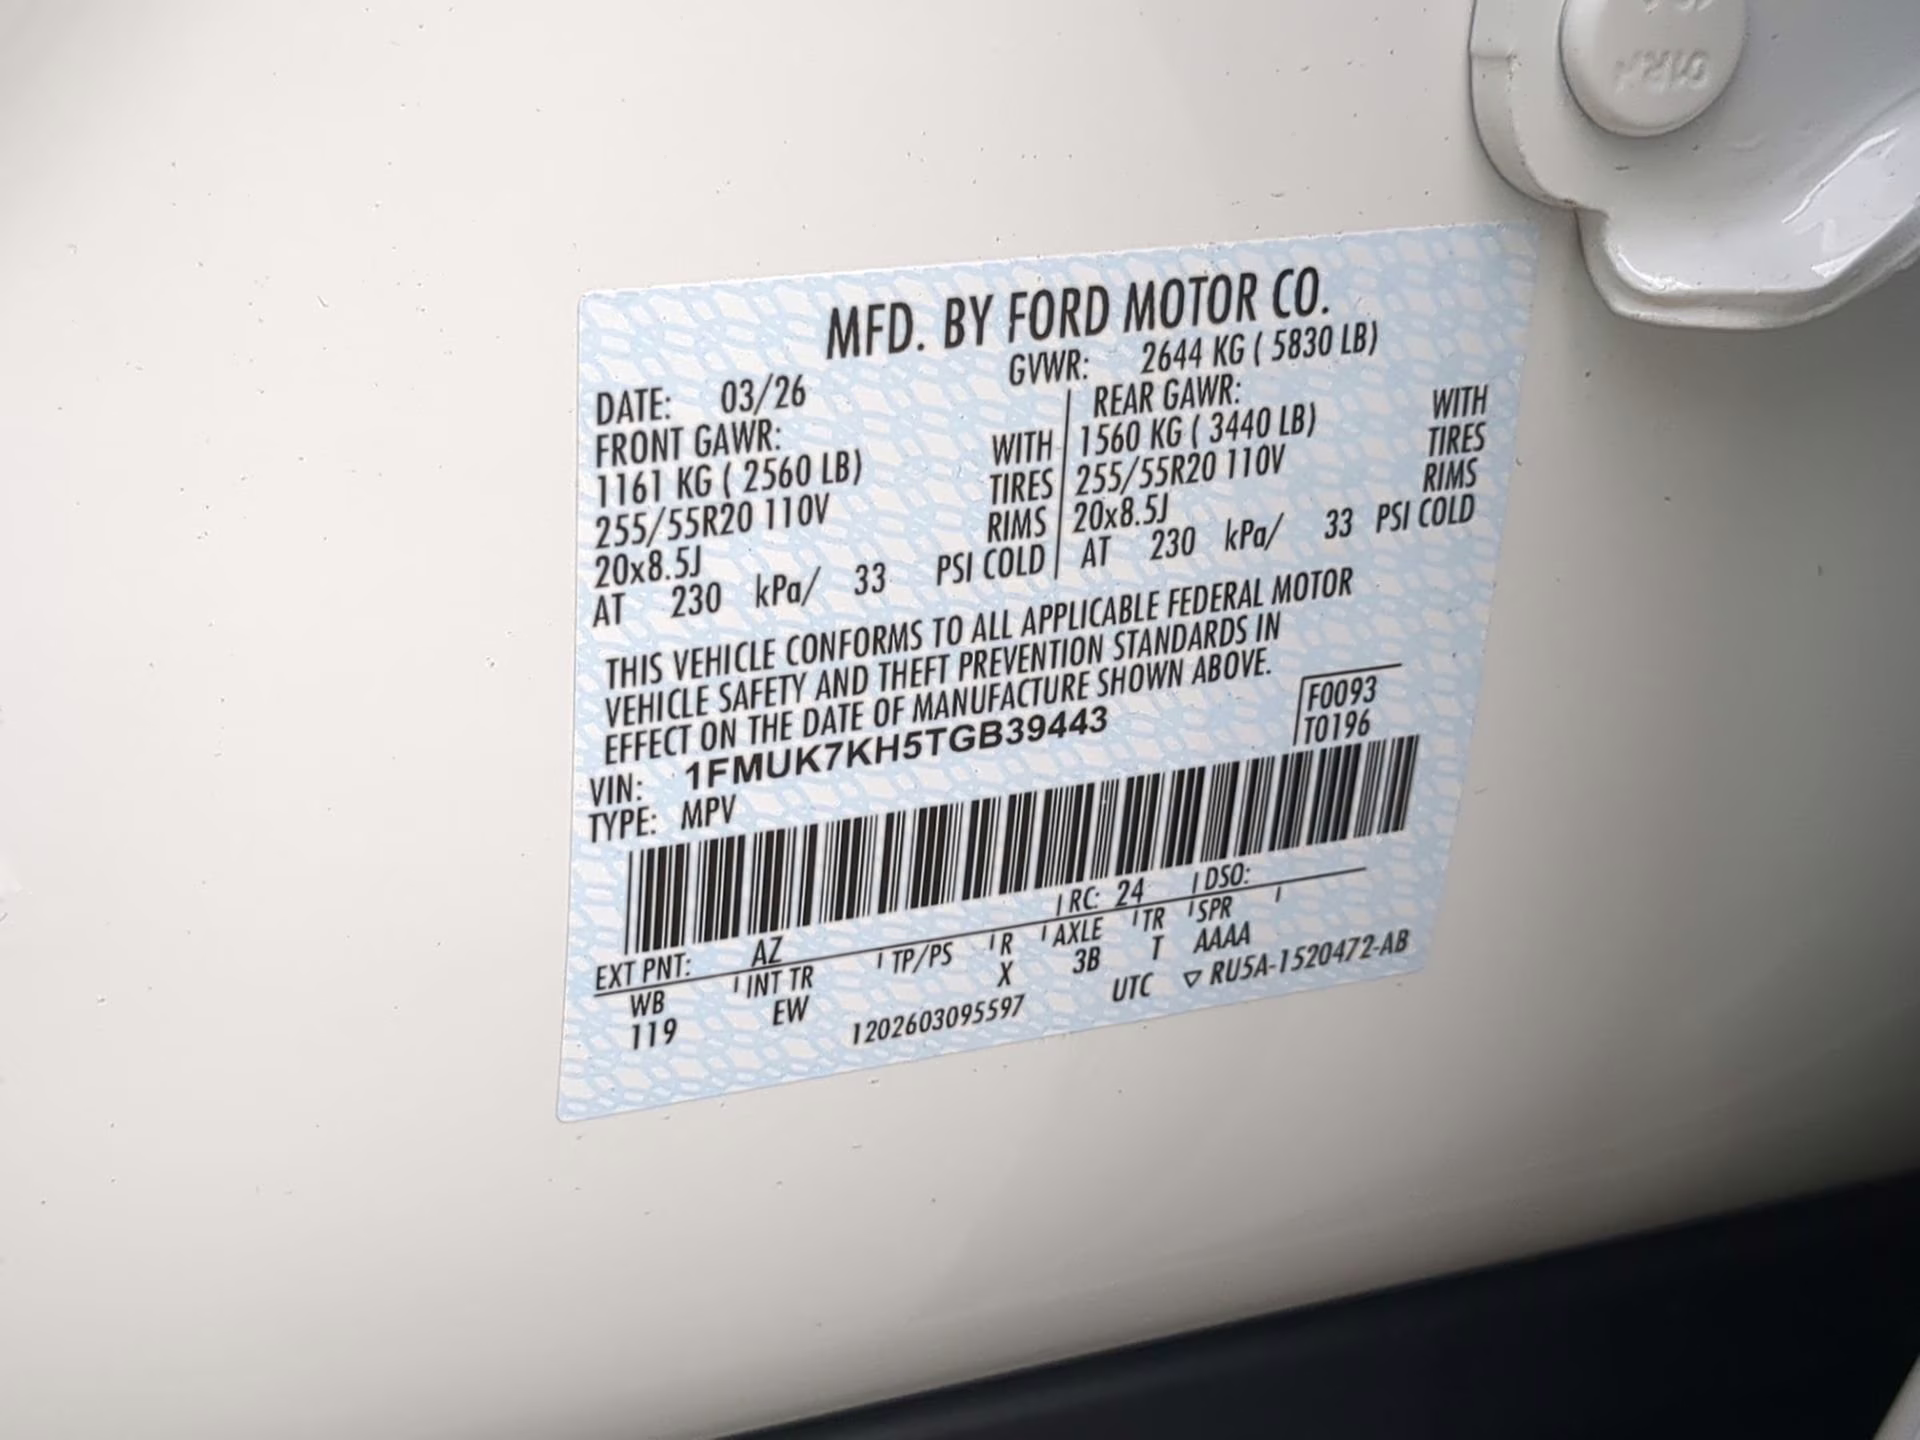 01RH
MFD. BY FORD MOTOR CO.
DATE: 03/26 GVWR: 2644 KG ( 5830 LB)
FRONT GAWR: REAR GAWR:
1161 KG ( 2560 LB) WITH 1560 KG ( 3440 LB) WITH
255/55R20 110V TIRES 255/55R20 110V TIRES
20x8.5J RIMS 20x8.5J RIMS
AT 230 kPa/ 33 PSI COLD AT 230 kPa/ 33 PSI COLD
THIS VEHICLE CONFORMS TO ALL APPLICABLE FEDERAL MOTOR
VEHICLE SAFETY AND THEFT PREVENTION STANDARDS IN
EFFECT ON THE DATE OF MANUFACTURE SHOWN ABOVE.
VIN: 1FMUK7KH5TGB39443 F0093
TYPE: MPV T0196
EXT PNT: AZ RC: 24 DSO:
WB INT TR TP/PS R AXLE TR SPR
119 EW X 3B T AAAA
1202603095597 UTC ▽ RU5A-1520472-AB